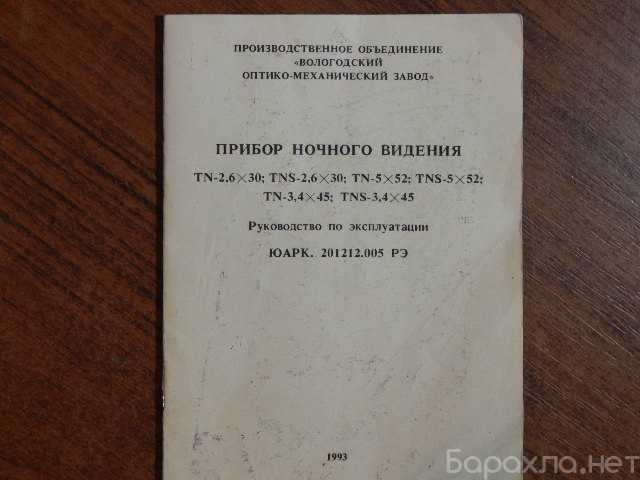 ПРОИЗВОДСТВЕННОЕ ОБЪЕДИНЕНИЕ
«ВОЛОГОДСКИЙ
ОПТИКО-МЕХАНИЧЕСКИЙ ЗАВОД»
ПРИБОР НОЧНОГО ВИДЕНИЯ
TN-2,6×30; TNS-2,6×30; TN-5×52; TNS-5×52;
TN-3,4×45; TNS-3,4×45
Руководство по эксплуатации
ЮАРК. 201212.005 РЭ
1993
Барахла.нет